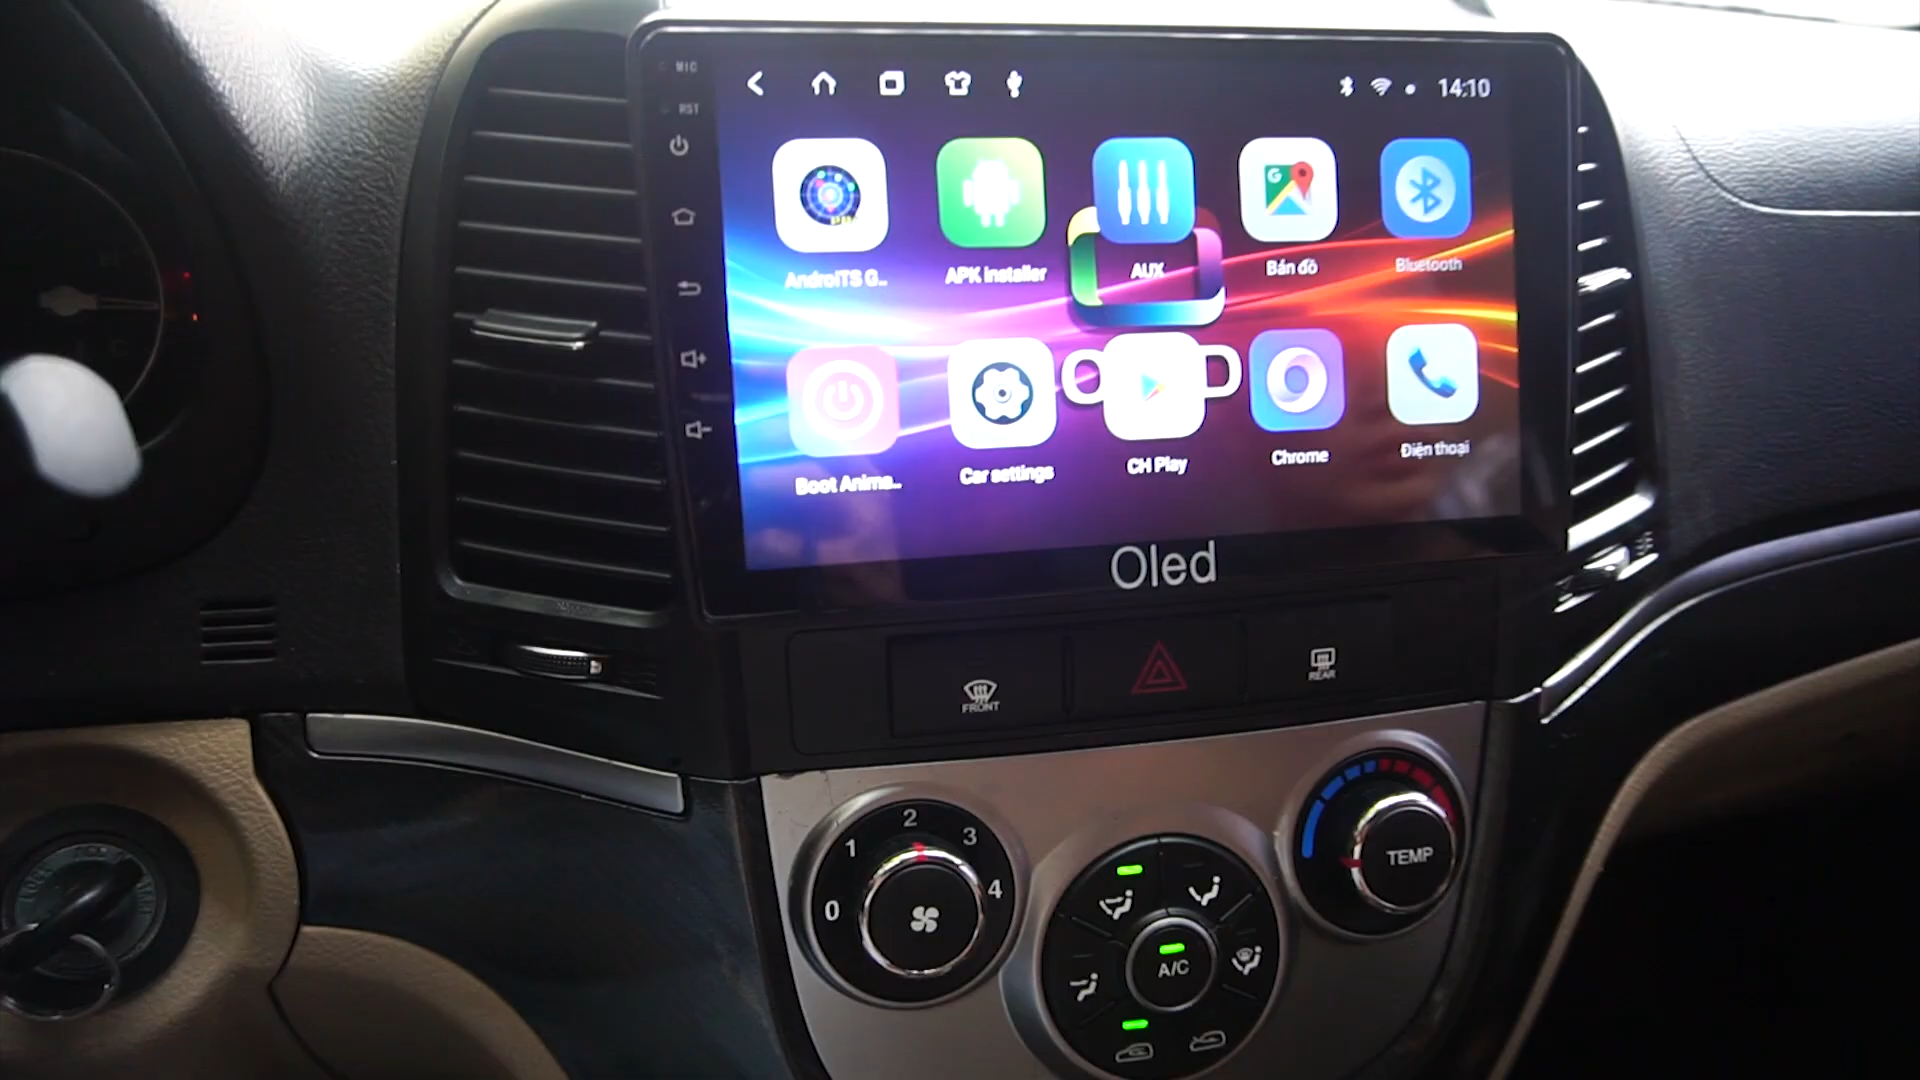 MIC
RST
14:10
AndroiTS G..
APK installer
AUX
Bản đồ
Bluetooth
Boot Anima..
Car settings
CH Play
Chrome
Điện thoại
Oled
FRONT
REAR
0
1
2
3
4
TEMP
A/C
LOCK